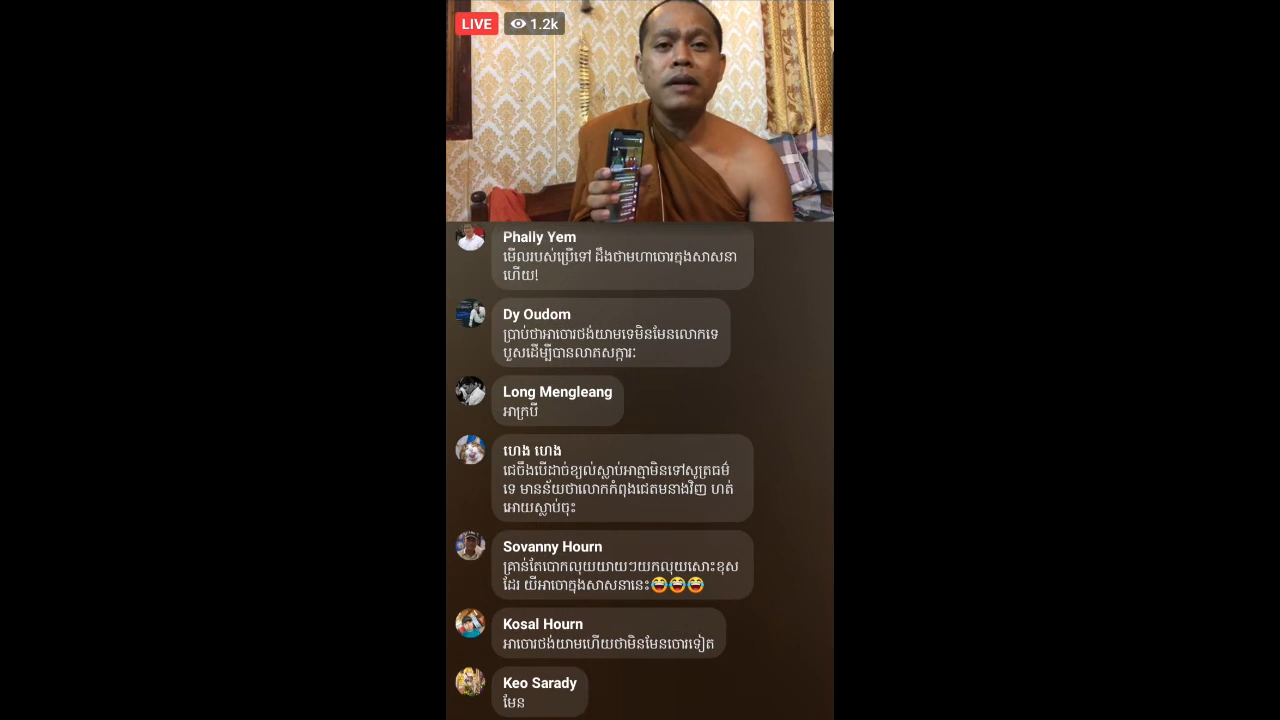 LIVE 1.2k
Phally Yem
មើលរបស់ប្រើទៅ ដឹងថាមហាចោរក្នុងសាសនា
ហើយ!
Dy Oudom
ប្រាប់ថាអាចោរថង់យាមទេមិនមែនលោកទេ
បួសដើម្បីបានលាភសក្ការៈ
Long Mengleang
អាក្របី
ហេង ហេង
ជេចឹងបើដាច់ខ្យល់ស្លាប់អាត្មាមិនទៅសូត្រធម៌
ទេ មានន័យថាលោកកំពុងជេតមនាងវិញ ហត់
អោយស្លាប់ចុះ
Sovanny Hourn
គ្រាន់តែបោកលុយយាយៗយកលុយសោះខុស
ដែរ យីអាចោក្នុងសាសនានេះ😂😂😂
Kosal Hourn
អាចោរថង់យាមហើយថាមិនមែនចោរទៀត
Keo Sarady
មែន